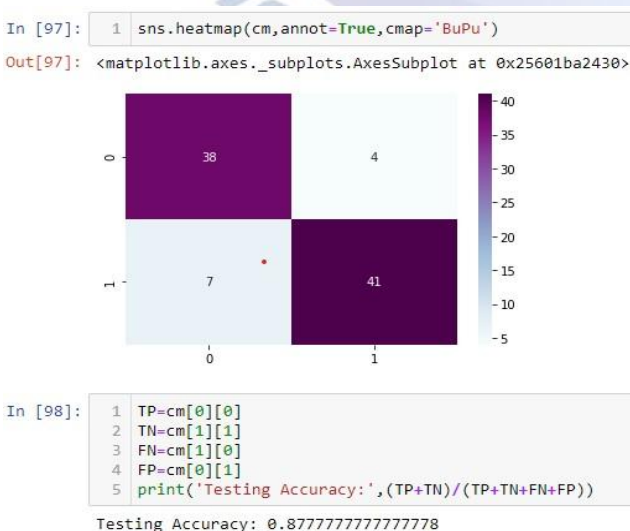 In [97]:
1 sns.heatmap(cm,annot=True,cmap='BuPu')
Out[97]: <matplotlib.axes._subplots.AxesSubplot at 0x25601ba2430>
0
38
4
1
7
41
0
1
40
35
30
25
20
15
10
5
In [98]:
1 TP=cm[0][0]
2 TN=cm[1][1]
3 FN=cm[1][0]
4 FP=cm[0][1]
5 print('Testing Accuracy:',(TP+TN)/(TP+TN+FN+FP))
Testing Accuracy: 0.8777777777777778